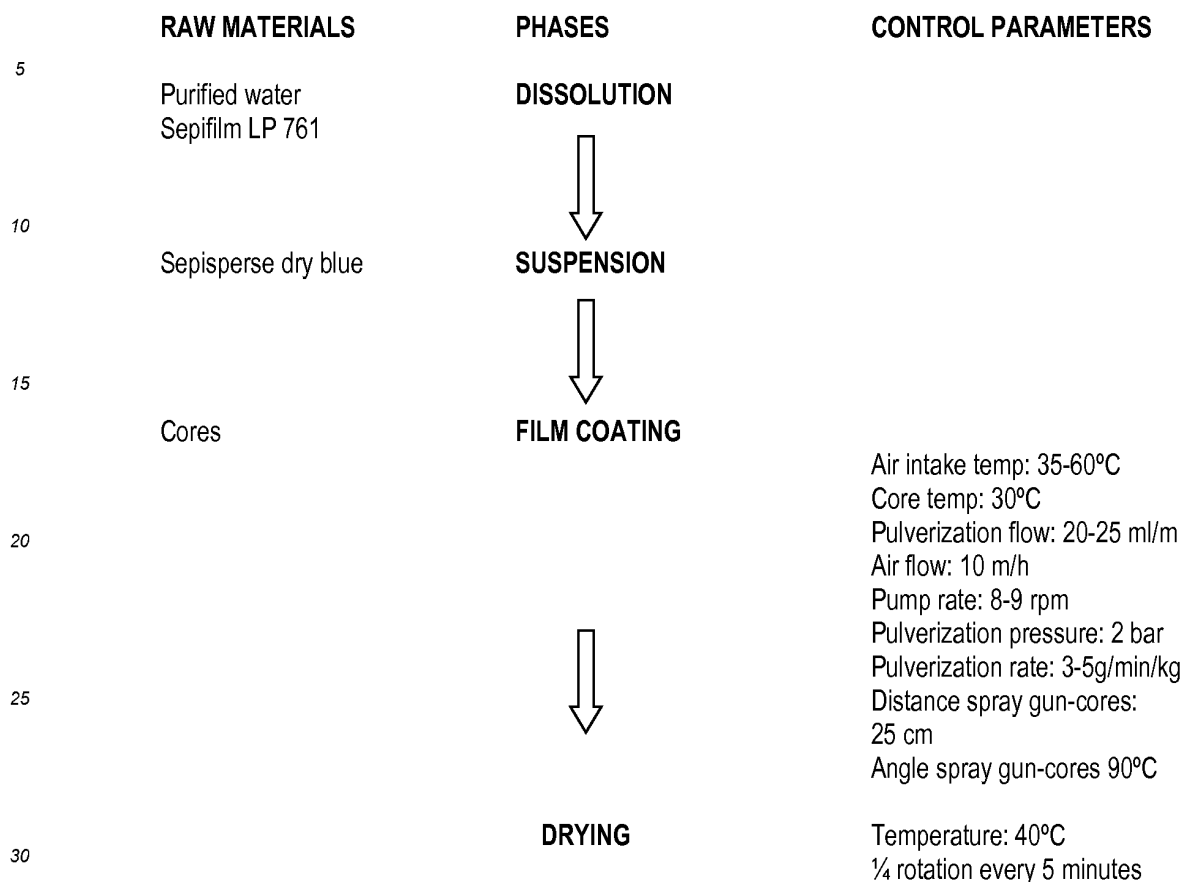 RAW MATERIALS PHASES CONTROL PARAMETERS
5
Purified water DISSOLUTION
Sepifilm LP 761
10
Sepisperse dry blue SUSPENSION
15
Cores FILM COATING
Air intake temp: 35-60ºC
Core temp: 30ºC
Pulverization flow: 20-25 ml/m
20
Air flow: 10 m/h
Pump rate: 8-9 rpm
Pulverization pressure: 2 bar
Pulverization rate: 3-5g/min/kg
25
Distance spray gun-cores:
25 cm
Angle spray gun-cores 90ºC
DRYING Temperature: 40ºC
30
¼ rotation every 5 minutes